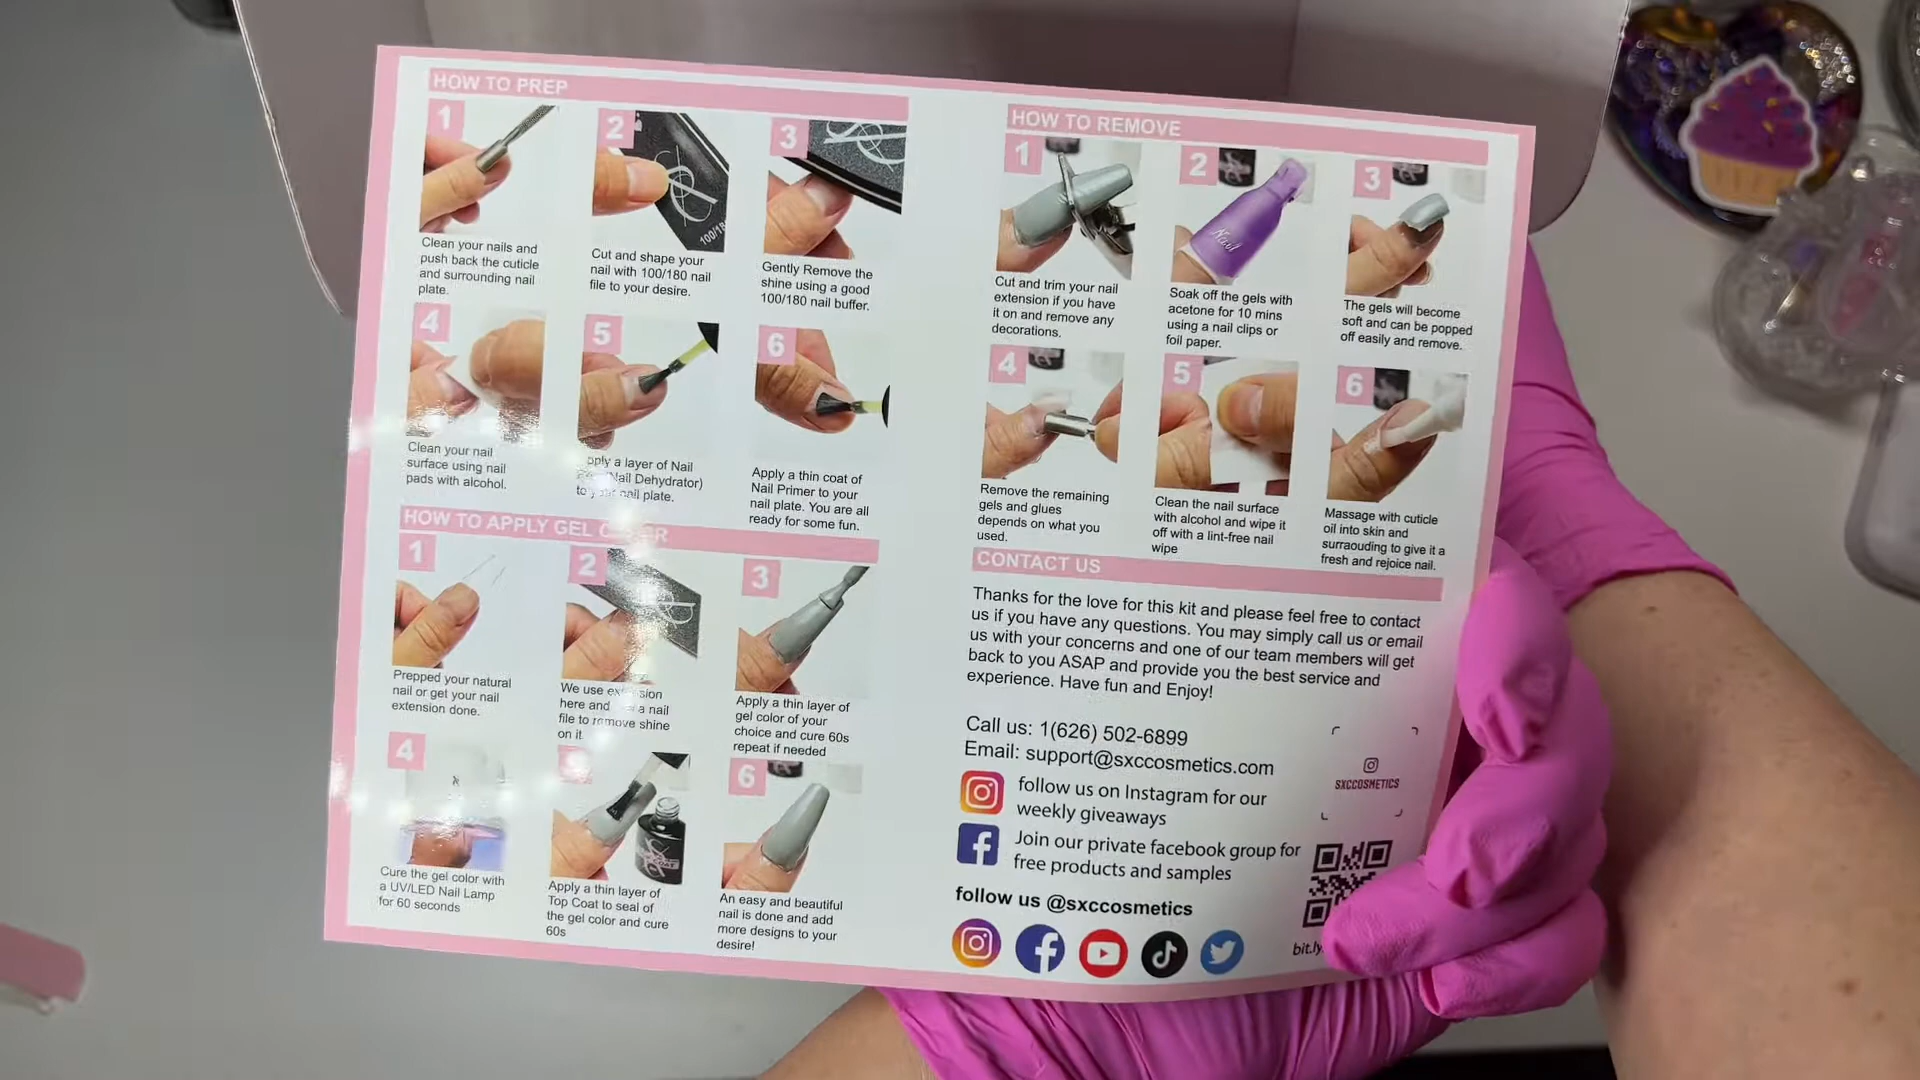 HOW TO PREP
1
2
3
100/18
Clean your nails and
push back the cuticle
and surrounding nail
plate.
Cut and shape your
nail with 100/180 nail
file to your desire.
Gently Remove the
shine using a good
100/180 nail buffer.
4
5
6
Clean your nail
surface using nail
pads with alcohol.
pply a layer of Nail
Nail Dehydrator)
to nail plate.
Apply a thin coat of
Nail Primer to your
nail plate. You are all
ready for some fun.
HOW TO APPLY GEL
1
2
3
Prepped your natural
nail or get your nail
extension done.
We use
here and a nail
file to remove shine
on it
Apply a thin layer of
gel color of your
choice and cure 60s
repeat if needed
4
6
Cure the gel color with
a UV/LED Nail Lamp
for 60 seconds
Apply a thin layer of
Top Coat to seal of
the gel color and cure
60s
An easy and beautiful
nail is done and add
more designs to your
desire!
HOW TO REMOVE
1
2
3
Nail
Cut and trim your nail
extension if you have
it on and remove any
decorations.
Soak off the gels with
acetone for 10 mins
using a nail clips or
foil paper.
The gels will become
soft and can be popped
off easily and remove.
4
5
6
Remove the remaining
gels and glues
depends on what you
used.
Clean the nail surface
with alcohol and wipe it
off with a lint-free nail
wipe
Massage with cuticle
oil into skin and
surraouding to give it a
fresh and rejoice nail.
CONTACT US
Thanks for the love for this kit and please feel free to contact
us if you have any questions. You may simply call us or email
us with your concerns and one of our team members will get
back to you ASAP and provide you the best service and
experience. Have fun and Enjoy!
Call us: 1(626) 502-6899
Email: support@sxccosmetics.com
SXCCOSMETICS
follow us on Instagram for our
weekly giveaways
Join our private facebook group for
free products and samples
follow us @sxccosmetics
bit.ly